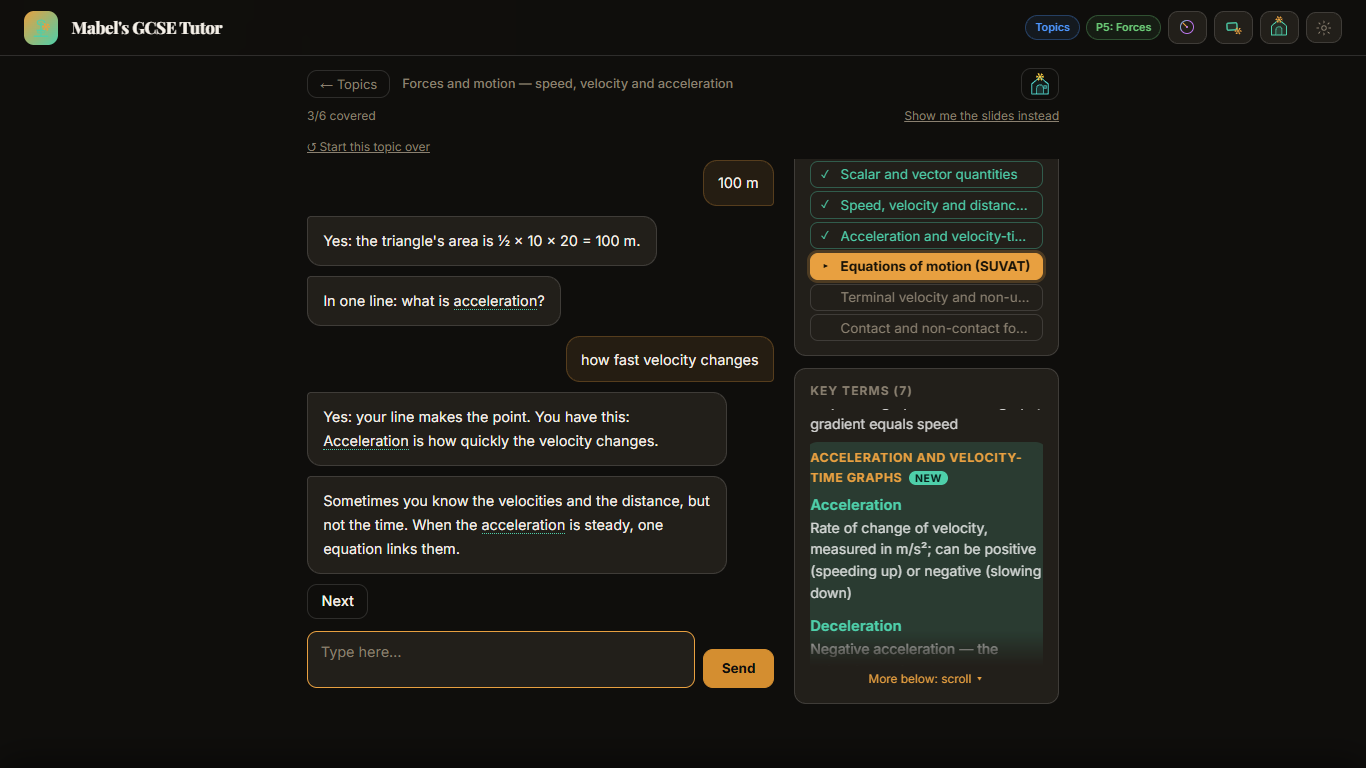 Mabel's GCSE Tutor
Topics
P5: Forces
← Topics
Forces and motion — speed, velocity and acceleration
3/6 covered
Show me the slides instead
↺ Start this topic over
100 m
Yes: the triangle's area is ½ × 10 × 20 = 100 m.
In one line: what is acceleration?
how fast velocity changes
Yes: your line makes the point. You have this:
Acceleration is how quickly the velocity changes.
Sometimes you know the velocities and the distance, but
not the time. When the acceleration is steady, one
equation links them.
Next
Type here...
Send
✓ Scalar and vector quantities
✓ Speed, velocity and distanc...
✓ Acceleration and velocity-ti...
▸ Equations of motion (SUVAT)
Terminal velocity and non-u...
Contact and non-contact fo...
KEY TERMS (7)
gradient equals speed
ACCELERATION AND VELOCITY-
TIME GRAPHS NEW
Acceleration
Rate of change of velocity,
measured in m/s²; can be positive
(speeding up) or negative (slowing
down)
Deceleration
Negative acceleration — the
More below: scroll ▾